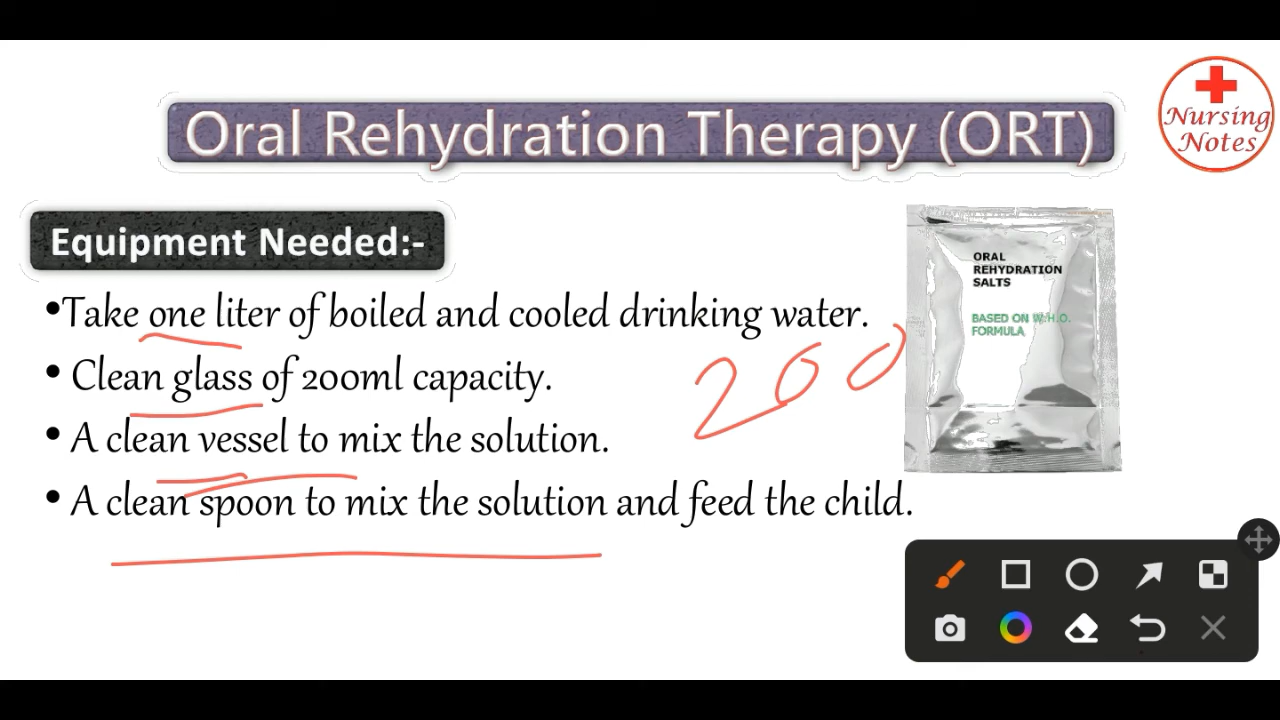 Oral Rehydration Therapy (ORT)
Nursing
Notes
Equipment Needed:-
•Take one liter of boiled and cooled drinking water.
• Clean glass of 200ml capacity.
• A clean vessel to mix the solution.
• A clean spoon to mix the solution and feed the child.
200
ORAL
REHYDRATION
SALTS
BASED ON W.H.O.
FORMULA